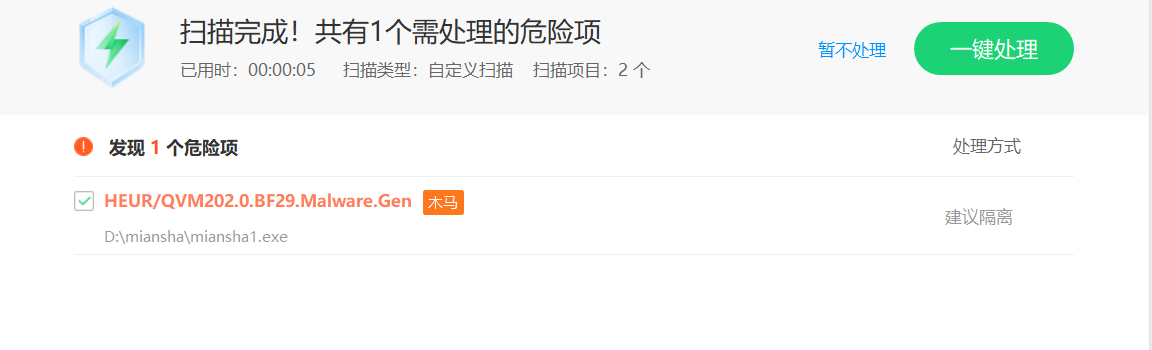 扫描完成！共有1个需处理的危险项
已用时：00:00:05 扫描类型：自定义扫描 扫描项目：2 个
暂不处理
一键处理
发现 1 个危险项
处理方式
HEUR/QVM202.0.BF29.Malware.Gen 木马
D:\miansha\miansha1.exe
建议隔离